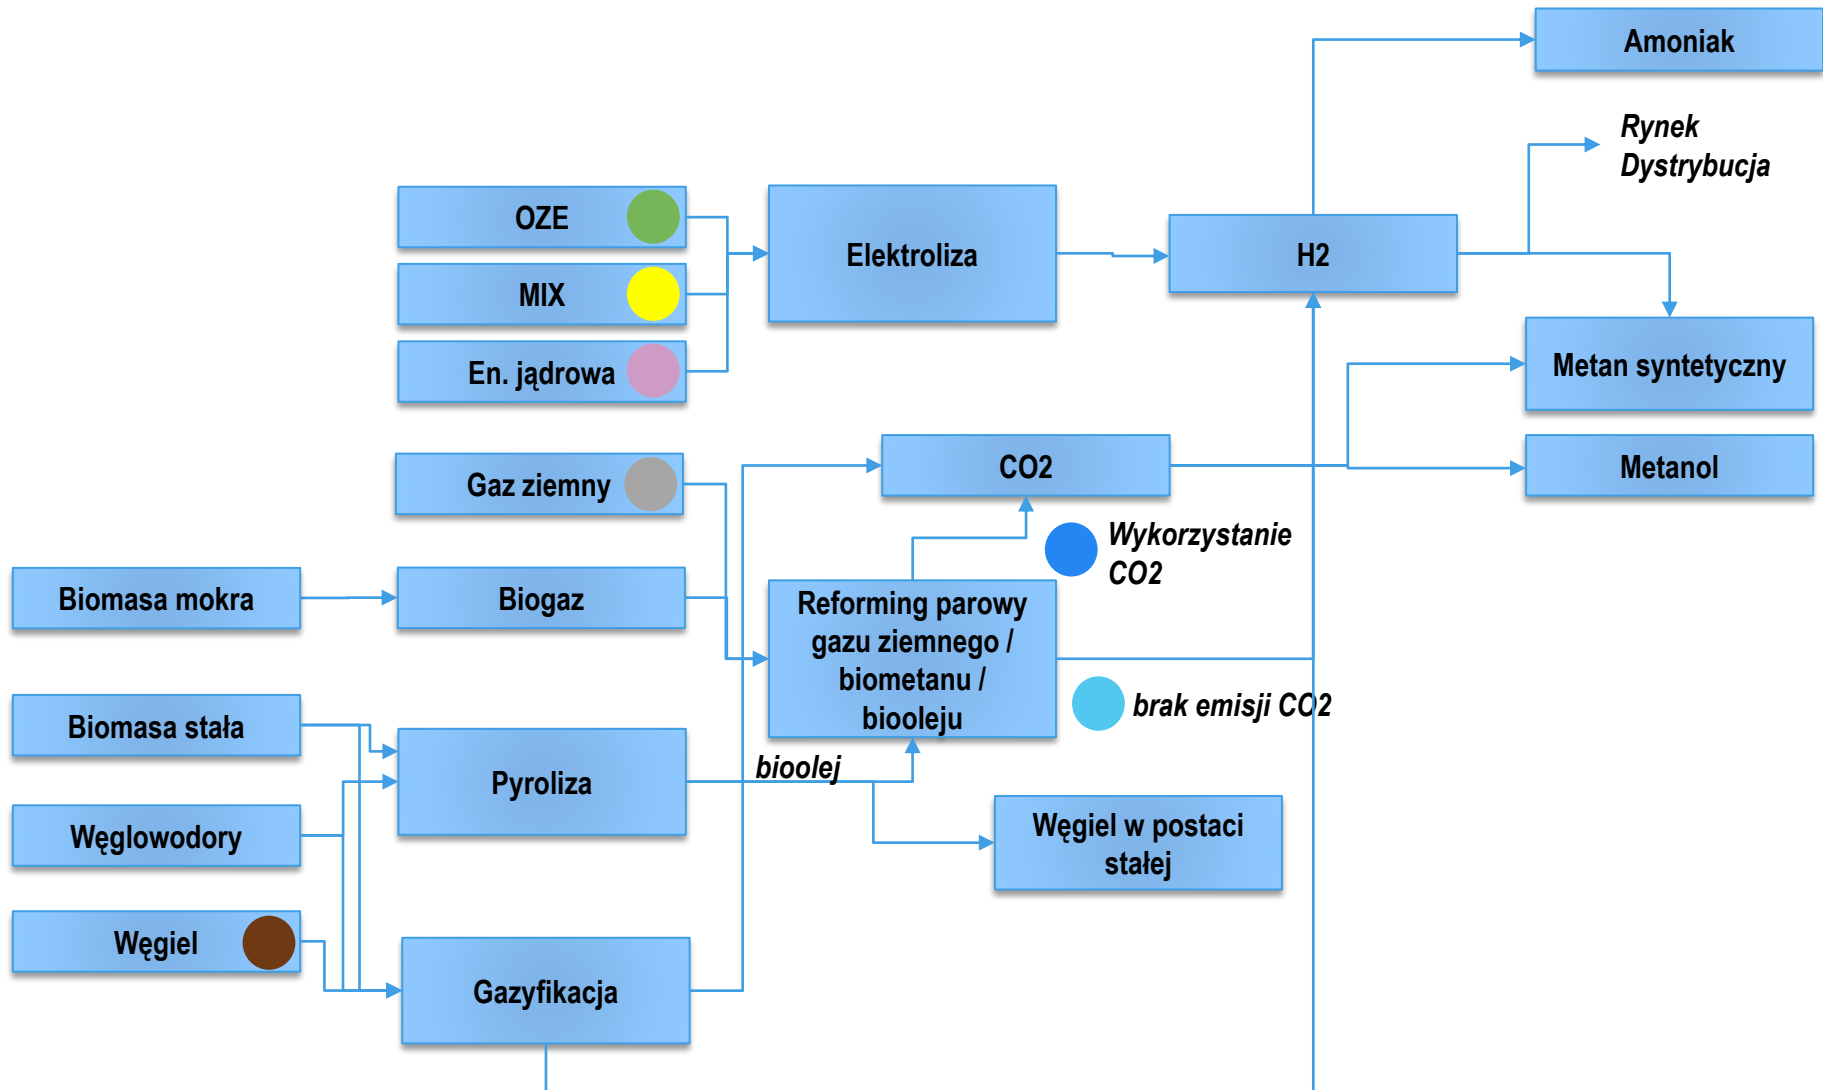 Amoniak
Rynek
Dystrybucja
OZE
Elektroliza
H2
MIX
En. jądrowa
Metan syntetyczny
CO2
Metanol
Gaz ziemny
Wykorzystanie
CO2
Biomasa mokra
Biogaz
Reforming parowy
gazu ziemnego /
biometanu /
biooleju
brak emisji CO2
Biomasa stała
Pyroliza
bioolej
Węglowodory
Węgiel w postaci
stałej
Węgiel
Gazyfikacja